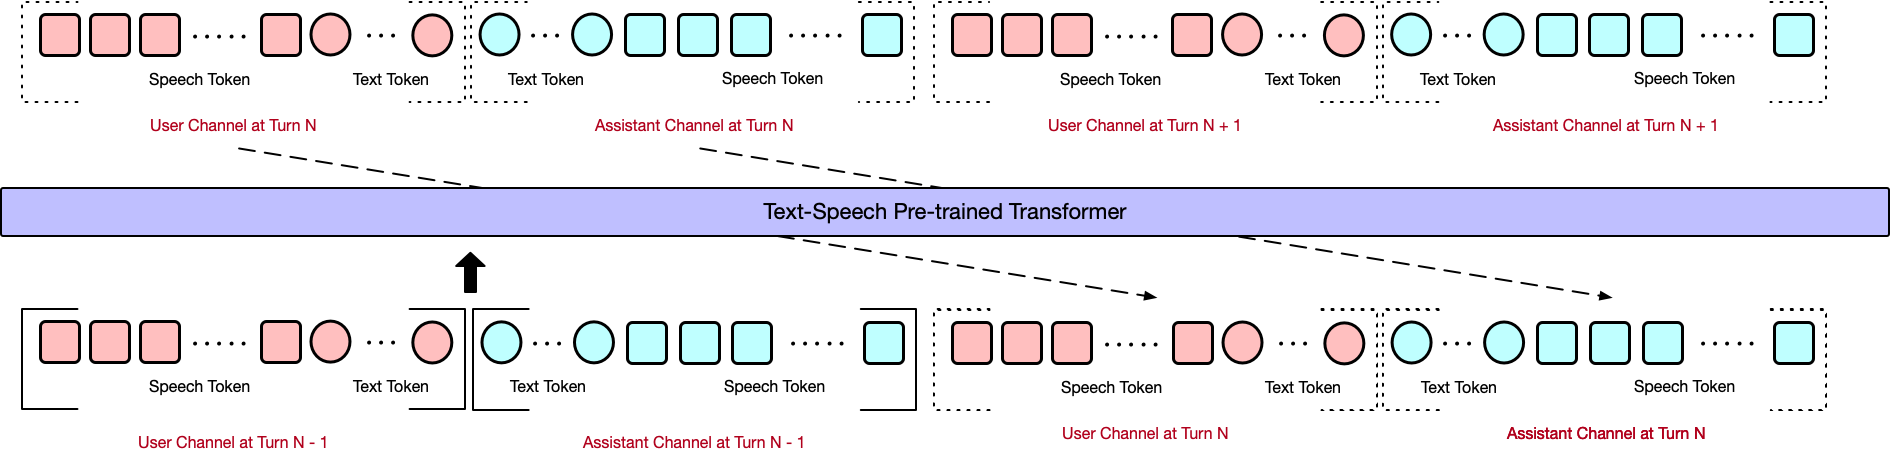 Speech Token Text Token Text Token Speech Token Speech Token Text Token Text Token Speech Token
User Channel at Turn N Assistant Channel at Turn N User Channel at Turn N + 1 Assistant Channel at Turn N + 1
Text-Speech Pre-trained Transformer
Speech Token Text Token Text Token Speech Token Speech Token Text Token Text Token Speech Token
User Channel at Turn N - 1 Assistant Channel at Turn N - 1 User Channel at Turn N Assistant Channel at Turn N